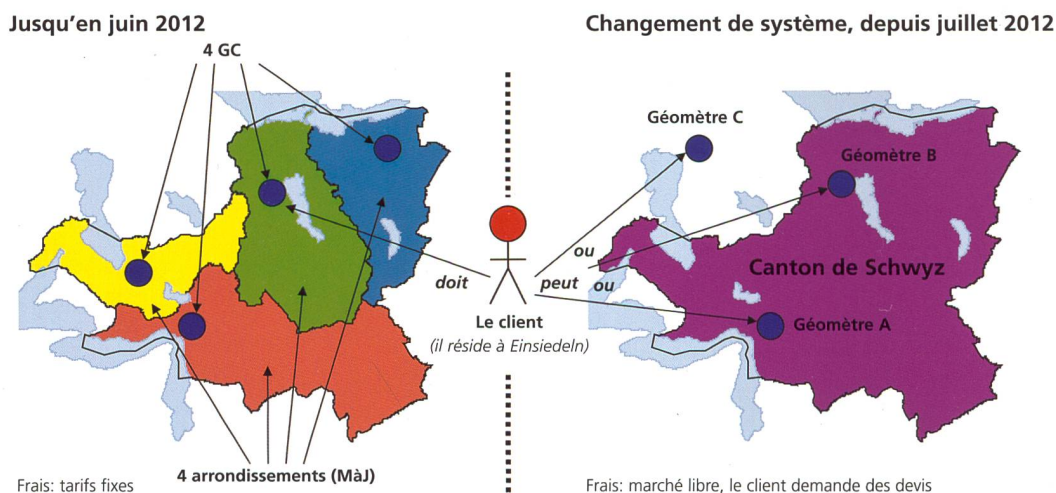 Jusqu'en juin 2012
4 GC
doit
4 arrondissements (MàJ)
Frais: tarifs fixes
Le client
(il réside à Einsiedeln)
Changement de système, depuis juillet 2012
Géomètre C
Géomètre B
ou
peut
ou
Canton de Schwyz
Géomètre A
Frais: marché libre, le client demande des devis